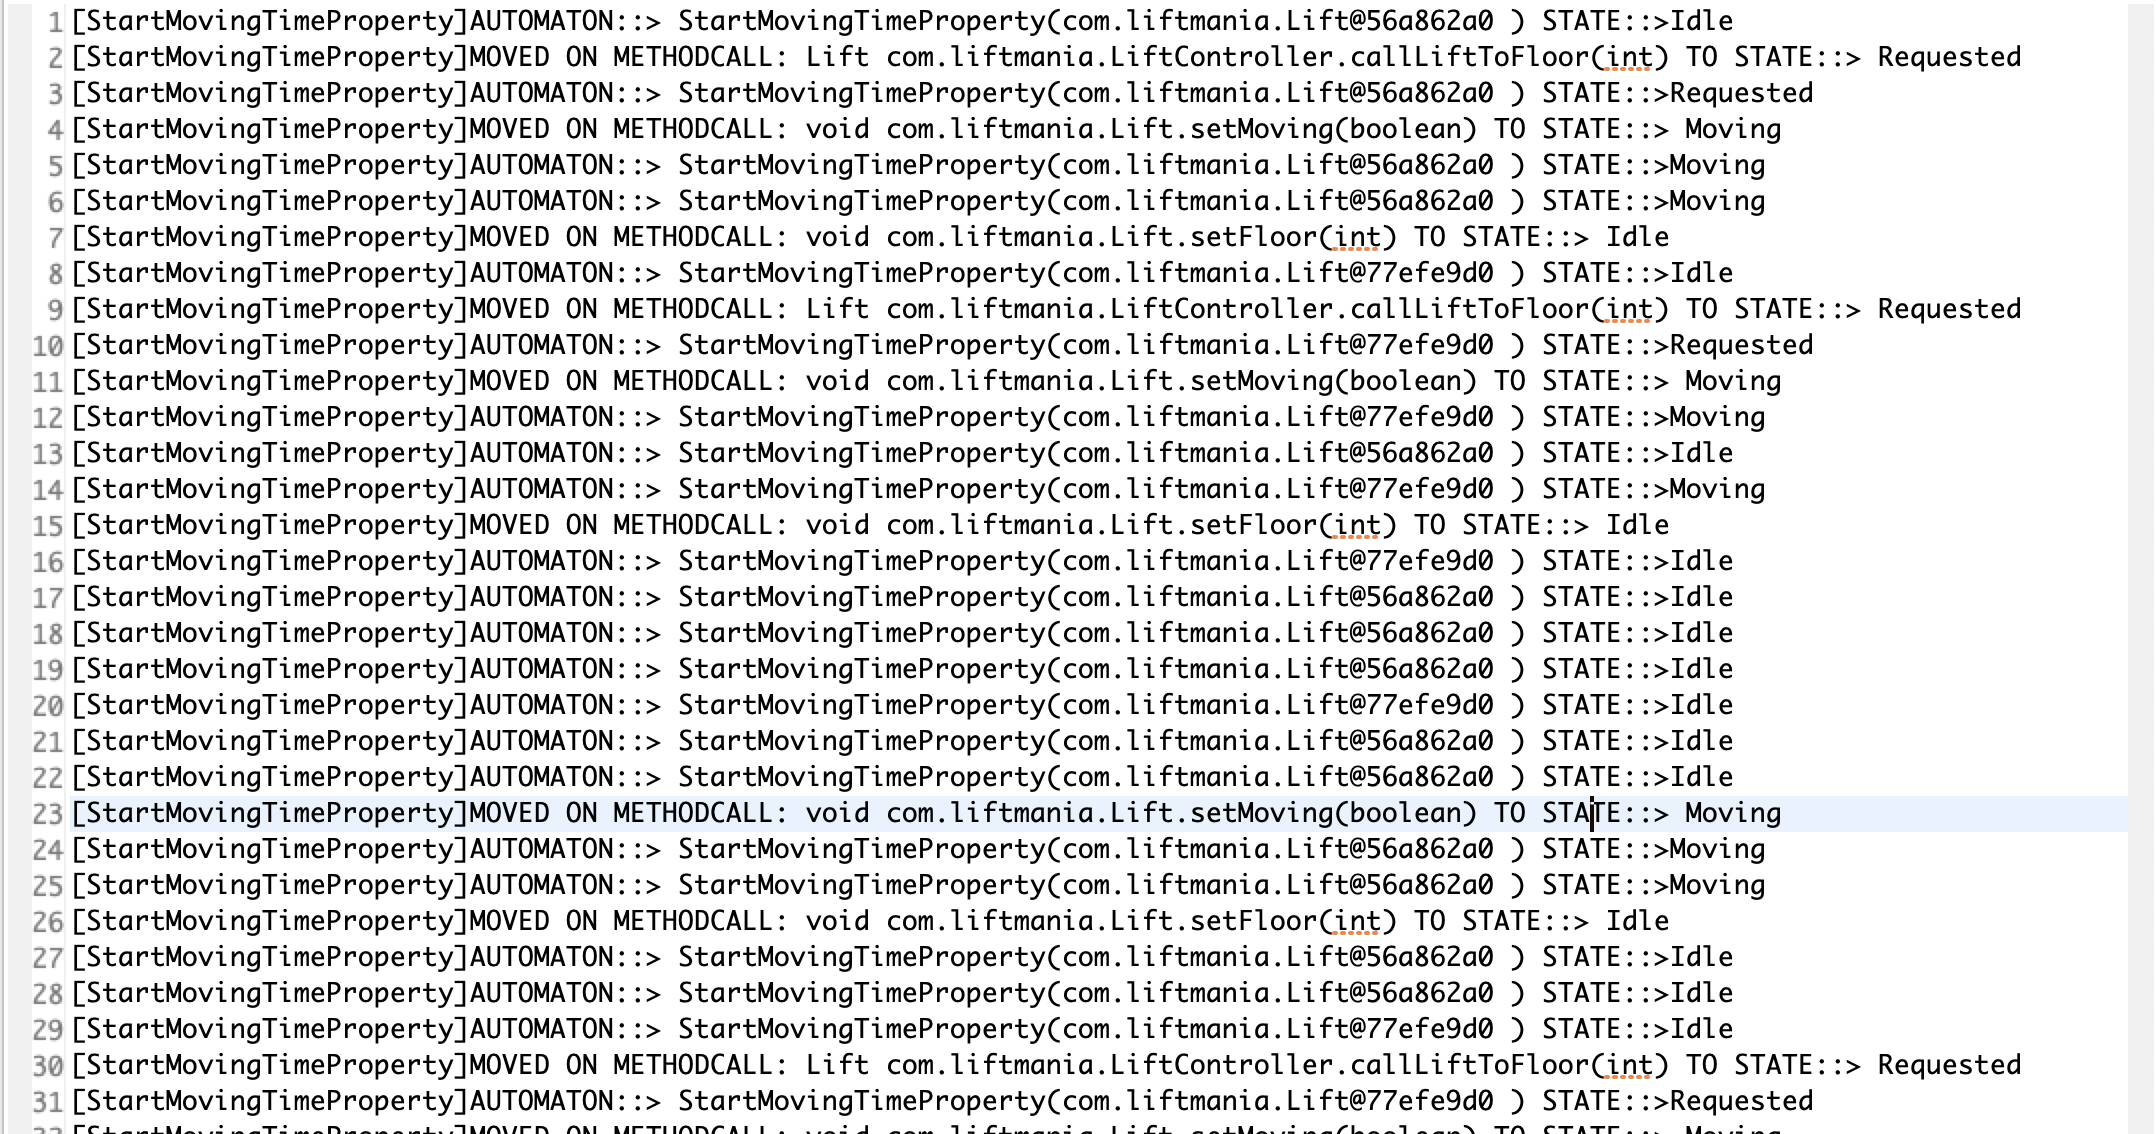 1 [StartMovingTimeProperty]AUTOMATON::> StartMovingTimeProperty(com.liftmania.Lift@56a862a0 ) STATE::>Idle
2 [StartMovingTimeProperty]MOVED ON METHODCALL: Lift com.liftmania.LiftController.callLiftToFloor(int) TO STATE::> Requested
3 [StartMovingTimeProperty]AUTOMATON::> StartMovingTimeProperty(com.liftmania.Lift@56a862a0 ) STATE::>Requested
4 [StartMovingTimeProperty]MOVED ON METHODCALL: void com.liftmania.Lift.setMoving(boolean) TO STATE::> Moving
5 [StartMovingTimeProperty]AUTOMATON::> StartMovingTimeProperty(com.liftmania.Lift@56a862a0 ) STATE::>Moving
6 [StartMovingTimeProperty]AUTOMATON::> StartMovingTimeProperty(com.liftmania.Lift@56a862a0 ) STATE::>Moving
7 [StartMovingTimeProperty]MOVED ON METHODCALL: void com.liftmania.Lift.setFloor(int) TO STATE::> Idle
8 [StartMovingTimeProperty]AUTOMATON::> StartMovingTimeProperty(com.liftmania.Lift@77efe9d0 ) STATE::>Idle
9 [StartMovingTimeProperty]MOVED ON METHODCALL: Lift com.liftmania.LiftController.callLiftToFloor(int) TO STATE::> Requested
10 [StartMovingTimeProperty]AUTOMATON::> StartMovingTimeProperty(com.liftmania.Lift@77efe9d0 ) STATE::>Requested
11 [StartMovingTimeProperty]MOVED ON METHODCALL: void com.liftmania.Lift.setMoving(boolean) TO STATE::> Moving
12 [StartMovingTimeProperty]AUTOMATON::> StartMovingTimeProperty(com.liftmania.Lift@77efe9d0 ) STATE::>Moving
13 [StartMovingTimeProperty]AUTOMATON::> StartMovingTimeProperty(com.liftmania.Lift@56a862a0 ) STATE::>Idle
14 [StartMovingTimeProperty]AUTOMATON::> StartMovingTimeProperty(com.liftmania.Lift@77efe9d0 ) STATE::>Moving
15 [StartMovingTimeProperty]MOVED ON METHODCALL: void com.liftmania.Lift.setFloor(int) TO STATE::> Idle
16 [StartMovingTimeProperty]AUTOMATON::> StartMovingTimeProperty(com.liftmania.Lift@77efe9d0 ) STATE::>Idle
17 [StartMovingTimeProperty]AUTOMATON::> StartMovingTimeProperty(com.liftmania.Lift@56a862a0 ) STATE::>Idle
18 [StartMovingTimeProperty]AUTOMATON::> StartMovingTimeProperty(com.liftmania.Lift@56a862a0 ) STATE::>Idle
19 [StartMovingTimeProperty]AUTOMATON::> StartMovingTimeProperty(com.liftmania.Lift@56a862a0 ) STATE::>Idle
20 [StartMovingTimeProperty]AUTOMATON::> StartMovingTimeProperty(com.liftmania.Lift@77efe9d0 ) STATE::>Idle
21 [StartMovingTimeProperty]AUTOMATON::> StartMovingTimeProperty(com.liftmania.Lift@56a862a0 ) STATE::>Idle
22 [StartMovingTimeProperty]AUTOMATON::> StartMovingTimeProperty(com.liftmania.Lift@56a862a0 ) STATE::>Idle
23 [StartMovingTimeProperty]MOVED ON METHODCALL: void com.liftmania.Lift.setMoving(boolean) TO STATE::> Moving
24 [StartMovingTimeProperty]AUTOMATON::> StartMovingTimeProperty(com.liftmania.Lift@56a862a0 ) STATE::>Moving
25 [StartMovingTimeProperty]AUTOMATON::> StartMovingTimeProperty(com.liftmania.Lift@56a862a0 ) STATE::>Moving
26 [StartMovingTimeProperty]MOVED ON METHODCALL: void com.liftmania.Lift.setFloor(int) TO STATE::> Idle
27 [StartMovingTimeProperty]AUTOMATON::> StartMovingTimeProperty(com.liftmania.Lift@56a862a0 ) STATE::>Idle
28 [StartMovingTimeProperty]AUTOMATON::> StartMovingTimeProperty(com.liftmania.Lift@56a862a0 ) STATE::>Idle
29 [StartMovingTimeProperty]AUTOMATON::> StartMovingTimeProperty(com.liftmania.Lift@77efe9d0 ) STATE::>Idle
30 [StartMovingTimeProperty]MOVED ON METHODCALL: Lift com.liftmania.LiftController.callLiftToFloor(int) TO STATE::> Requested
31 [StartMovingTimeProperty]AUTOMATON::> StartMovingTimeProperty(com.liftmania.Lift@77efe9d0 ) STATE::>Requested